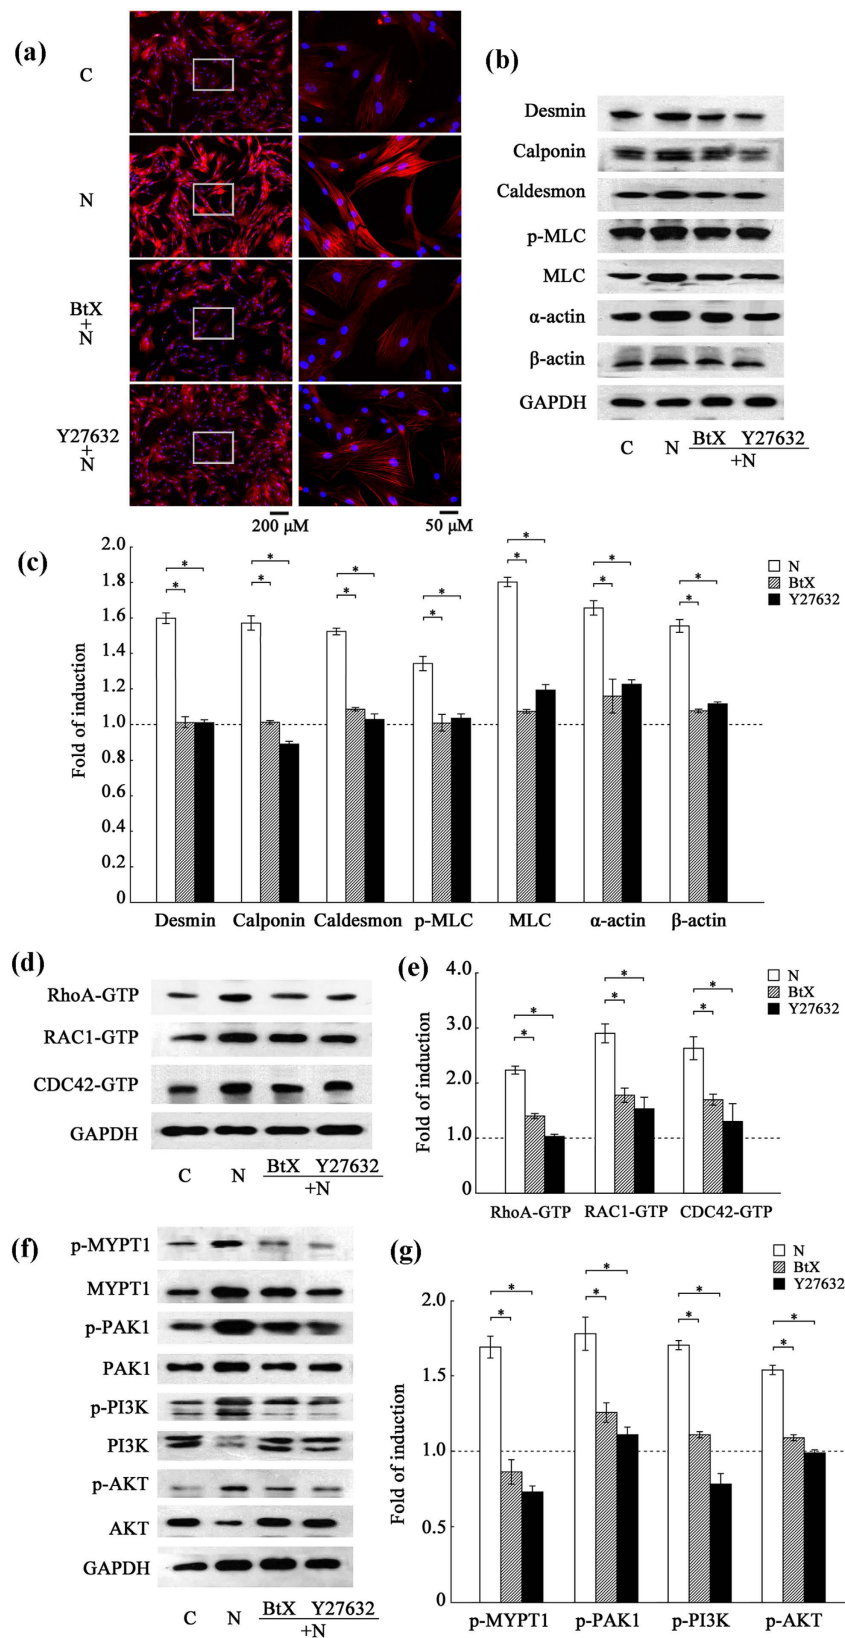 (a)
C
N
BtX
+
N
Y27632
+
N
200 μM
50 μM
(b)
Desmin
Calponin
Caldesmon
p-MLC
MLC
α-actin
β-actin
GAPDH
C N BtX Y27632
+N
(c)
Fold of induction
2.0
1.8
1.6
1.4
1.2
1.0
0.8
0.6
0.4
0.2
0
* * * * * * * * * * * * * *
N
BtX
Y27632
Desmin Calponin Caldesmon p-MLC MLC α-actin β-actin
(d)
RhoA-GTP
RAC1-GTP
CDC42-GTP
GAPDH
C N BtX Y27632
+N
(e)
Fold of induction
4.0
3.0
2.0
1.0
0
* * * * * *
N
BtX
Y27632
RhoA-GTP RAC1-GTP CDC42-GTP
(f)
p-MYPT1
MYPT1
p-PAK1
PAK1
p-PI3K
PI3K
p-AKT
AKT
GAPDH
C N BtX Y27632
+N
(g)
Fold of induction
2.0
1.5
1.0
0.5
0
* * * * * * * *
N
BtX
Y27632
p-MYPT1 p-PAK1 p-PI3K p-AKT